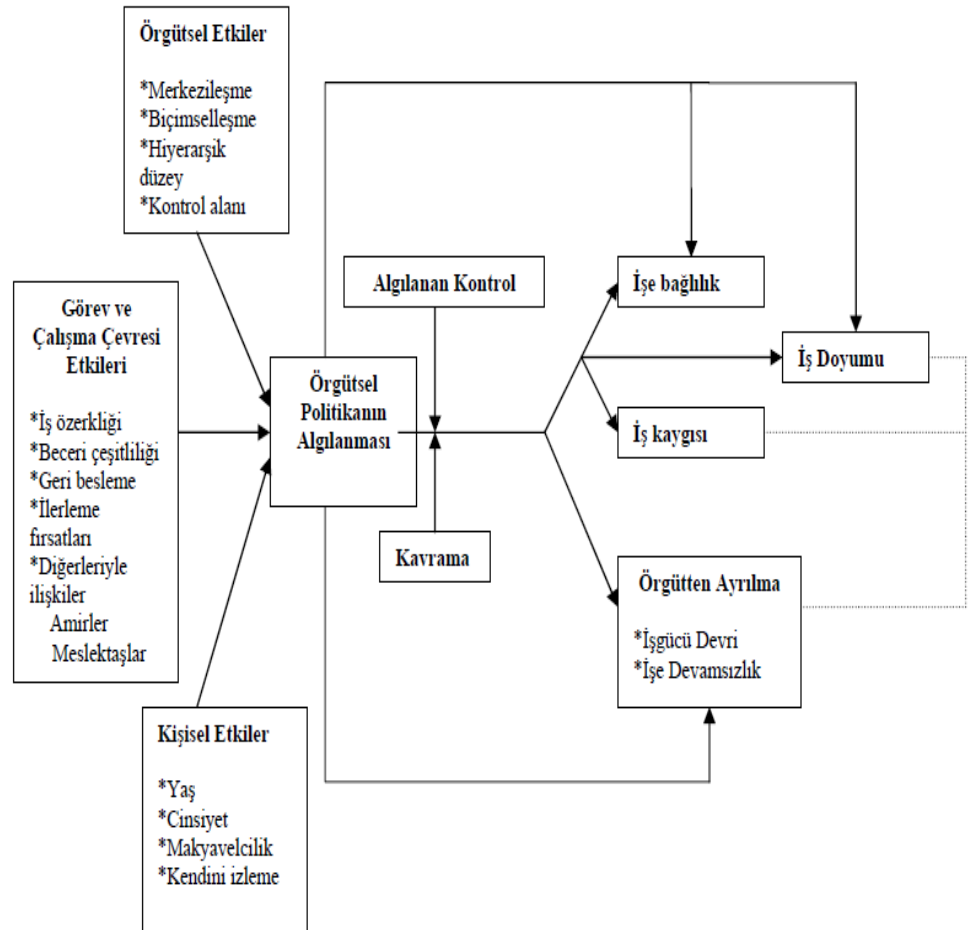 Örgütsel Etkiler
*Merkezileşme
*Biçimselleşme
*Hiyerarşik
düzey
*Kontrol alanı
Görev ve
Çalışma Çevresi
Etkileri
*İş özerkliği
*Beceri çeşitliliği
*Geri besleme
*İlerleme
fırsatları
*Diğerleriyle
ilişkiler
Amirler
Meslektaşlar
Kişisel Etkiler
*Yaş
*Cinsiyet
*Makyavelcilik
*Kendini izleme
Örgütsel
Politikanın
Algılanması
Algılanan Kontrol
Kavrama
İşe bağlılık
İş Doyumu
İş kaygısı
Örgütten Ayrılma
*İşgücü Devri
*İşe Devamsızlık